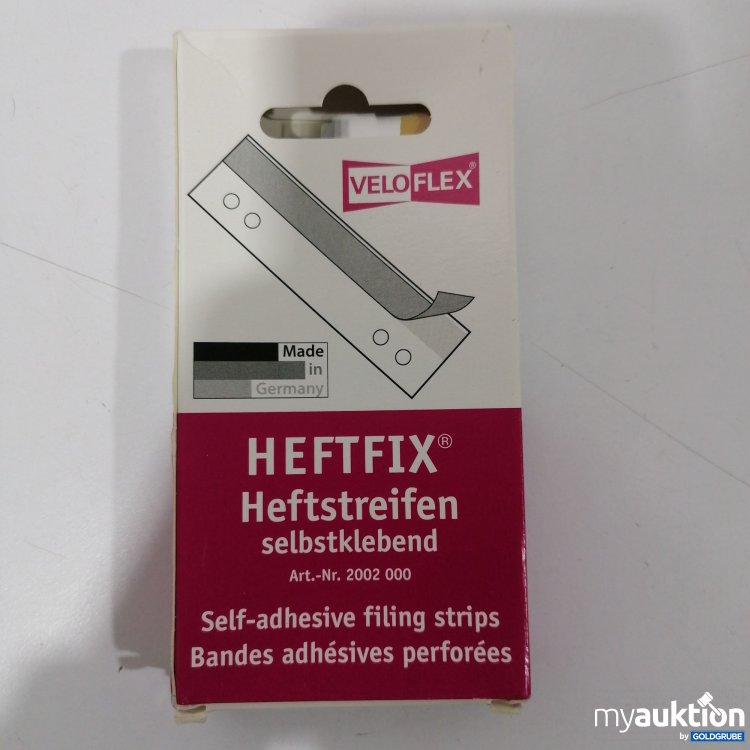 VELOFLEX®
Made
in
Germany
HEFTFIX®
Heftstreifen
selbstklebend
Art.-Nr. 2002 000
Self-adhesive filing strips
Bandes adhésives perforées
myauktion
by GOLDGRUBE